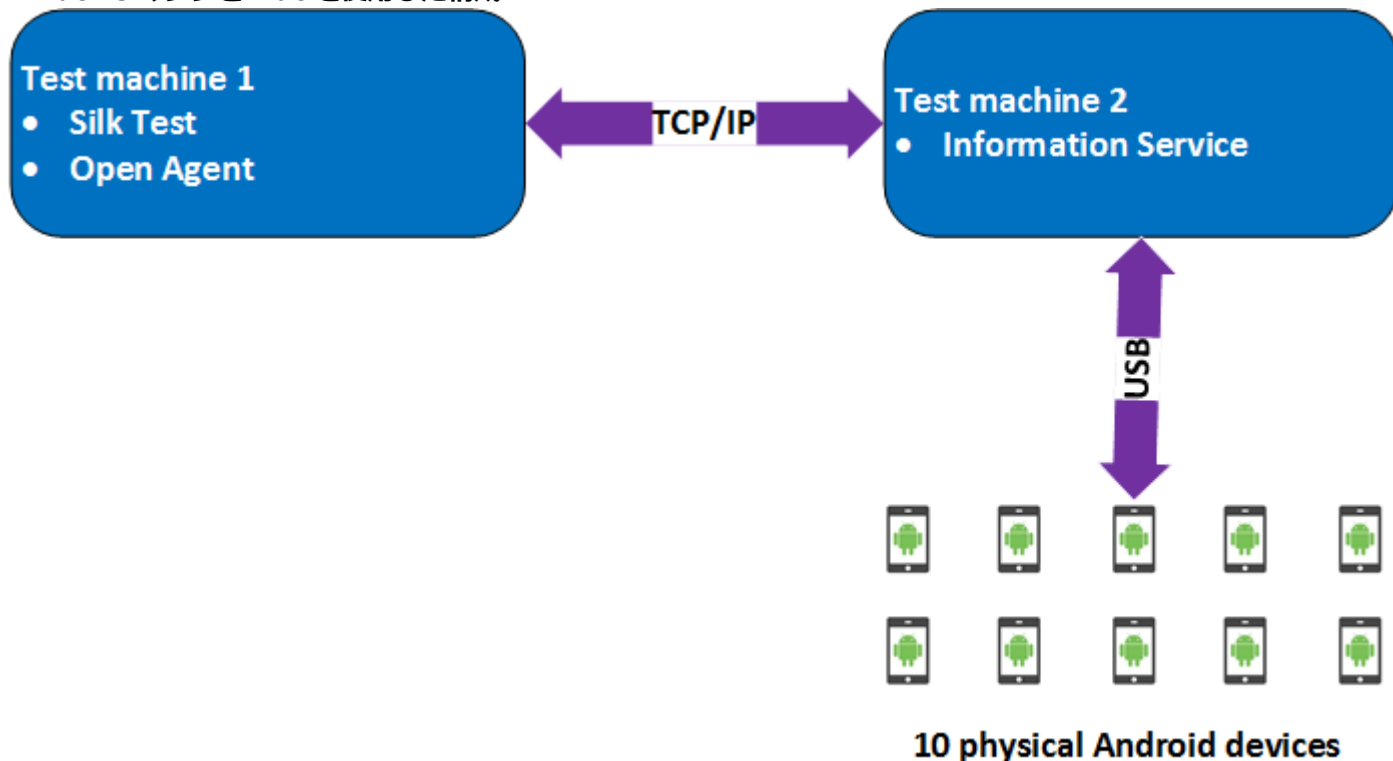 Test machine 1
● Silk Test
● Open Agent
TCP/IP
Test machine 2
● Information Service
USB
10 physical Android devices